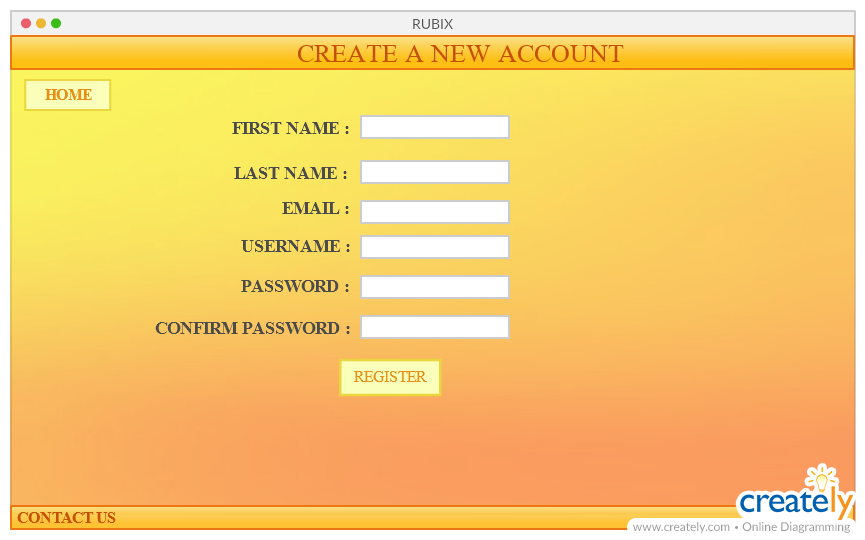 RUBIX
CREATE A NEW ACCOUNT
HOME
FIRST NAME :
LAST NAME :
EMAIL :
USERNAME :
PASSWORD :
CONFIRM PASSWORD :
REGISTER
CONTACT US
creately
www.creately.com • Online Diagramming